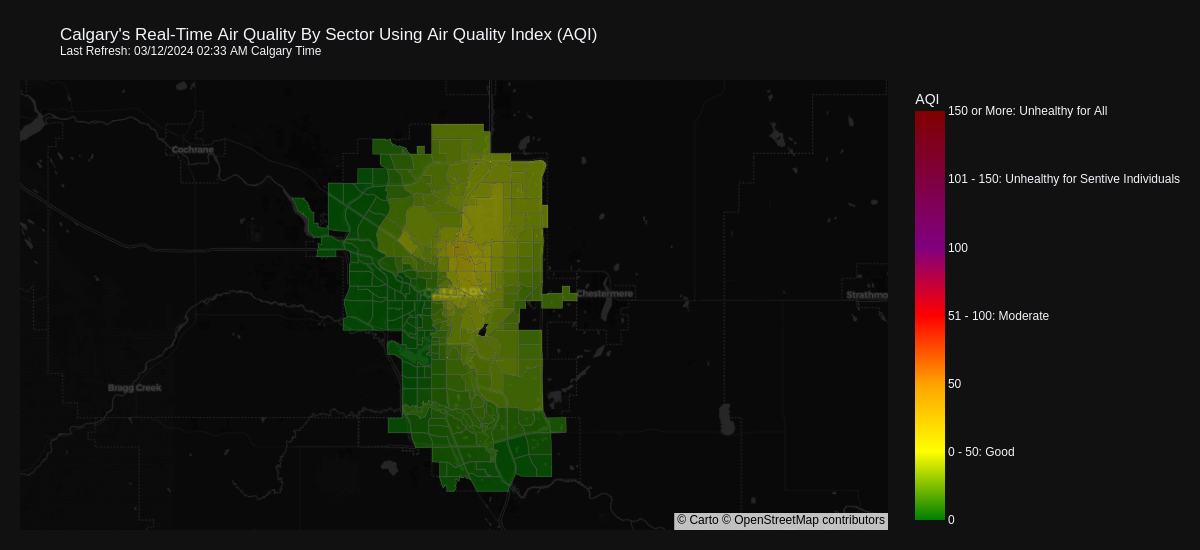 Calgary's Real-Time Air Quality By Sector Using Air Quality Index (AQI)
Last Refresh: 03/12/2024 02:33 AM Calgary Time
AQI
150 or More: Unhealthy for All
Cochrane
101 - 150: Unhealthy for Sentive Individuals
100
Chestermere
Strathmo
51 - 100: Moderate
Bragg Creek
50
0 - 50: Good
© Carto © OpenStreetMap contributors
0